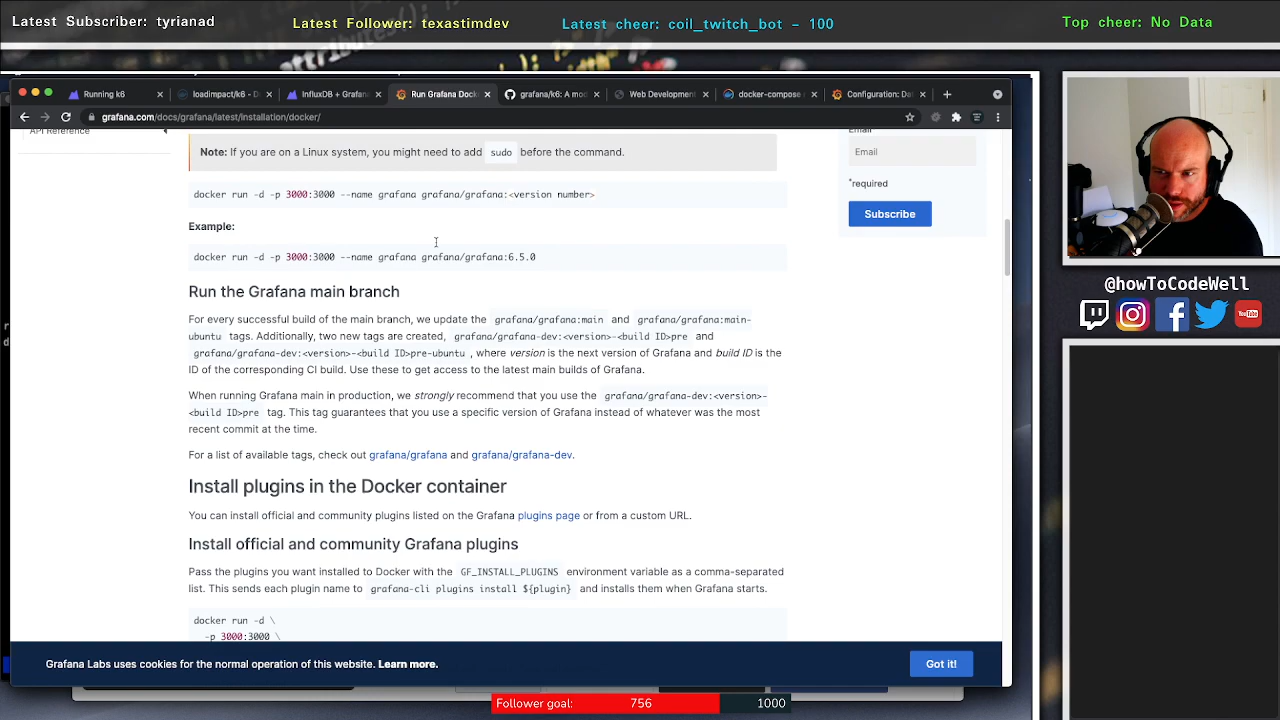 Latest Subscriber: tyrianad
Latest Follower: texastimdev
Latest cheer: coil_twitch_bot - 100
Top cheer: No Data
Running k6
loadimpact/k6 - D
InfluxDB + Grafan
Run Grafana Dock
grafana/k6: A mod
Web Developmen
docker-compose
Configuration: Da
grafana.com/docs/grafana/latest/installation/docker/
API Reference
Note: If you are on a Linux system, you might need to add sudo before the command.
docker run -d -p 3000:3000 --name grafana grafana/grafana:<version number>
Example:
docker run -d -p 3000:3000 --name grafana grafana/grafana:6.5.0
Run the Grafana main branch
For every successful build of the main branch, we update the grafana/grafana:main and grafana/grafana:main-
ubuntu tags. Additionally, two new tags are created, grafana/grafana-dev:<version>-<build ID>pre and
grafana/grafana-dev:<version>-<build ID>pre-ubuntu , where version is the next version of Grafana and build ID is the
ID of the corresponding CI build. Use these to get access to the latest main builds of Grafana.
When running Grafana main in production, we strongly recommend that you use the grafana/grafana-dev:<version>-
<build ID>pre tag. This tag guarantees that you use a specific version of Grafana instead of whatever was the most
recent commit at the time.
For a list of available tags, check out grafana/grafana and grafana/grafana-dev.
Install plugins in the Docker container
You can install official and community plugins listed on the Grafana plugins page or from a custom URL.
Install official and community Grafana plugins
Pass the plugins you want installed to Docker with the GF_INSTALL_PLUGINS environment variable as a comma-separated
list. This sends each plugin name to grafana-cli plugins install ${plugin} and installs them when Grafana starts.
docker run -d \
-p 3000:3000 \
Email
Email
*required
Subscribe
Grafana Labs uses cookies for the normal operation of this website. Learn more.
Got it!
@howToCodeWell
You Tube
Follower goal: 756 1000